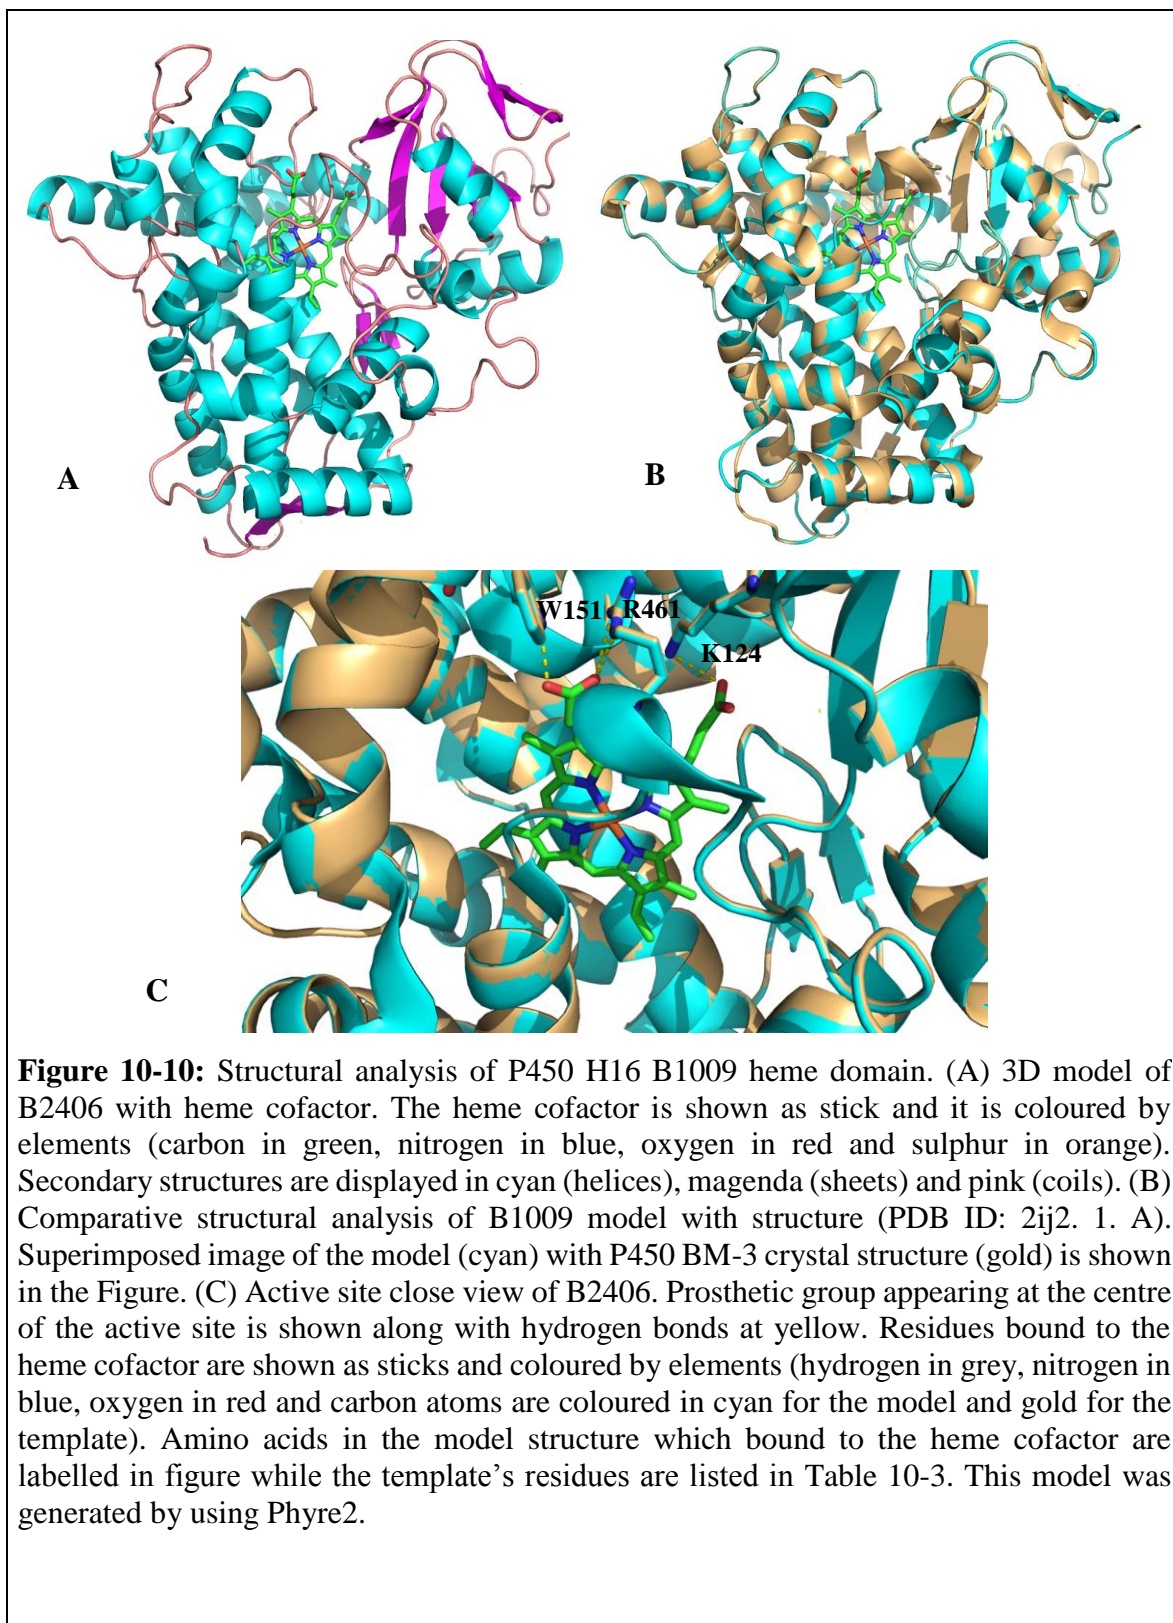 A
B
W151
R461
K124
C
Figure 10-10: Structural analysis of P450 H16 B1009 heme domain. (A) 3D model of
B2406 with heme cofactor. The heme cofactor is shown as stick and it is coloured by
elements (carbon in green, nitrogen in blue, oxygen in red and sulphur in orange).
Secondary structures are displayed in cyan (helices), magenda (sheets) and pink (coils). (B)
Comparative structural analysis of B1009 model with structure (PDB ID: 2ij2. 1. A).
Superimposed image of the model (cyan) with P450 BM-3 crystal structure (gold) is shown
in the Figure. (C) Active site close view of B2406. Prosthetic group appearing at the centre
of the active site is shown along with hydrogen bonds at yellow. Residues bound to the
heme cofactor are shown as sticks and coloured by elements (hydrogen in grey, nitrogen in
blue, oxygen in red and carbon atoms are coloured in cyan for the model and gold for the
template). Amino acids in the model structure which bound to the heme cofactor are
labelled in figure while the template’s residues are listed in Table 10-3. This model was
generated by using Phyre2.